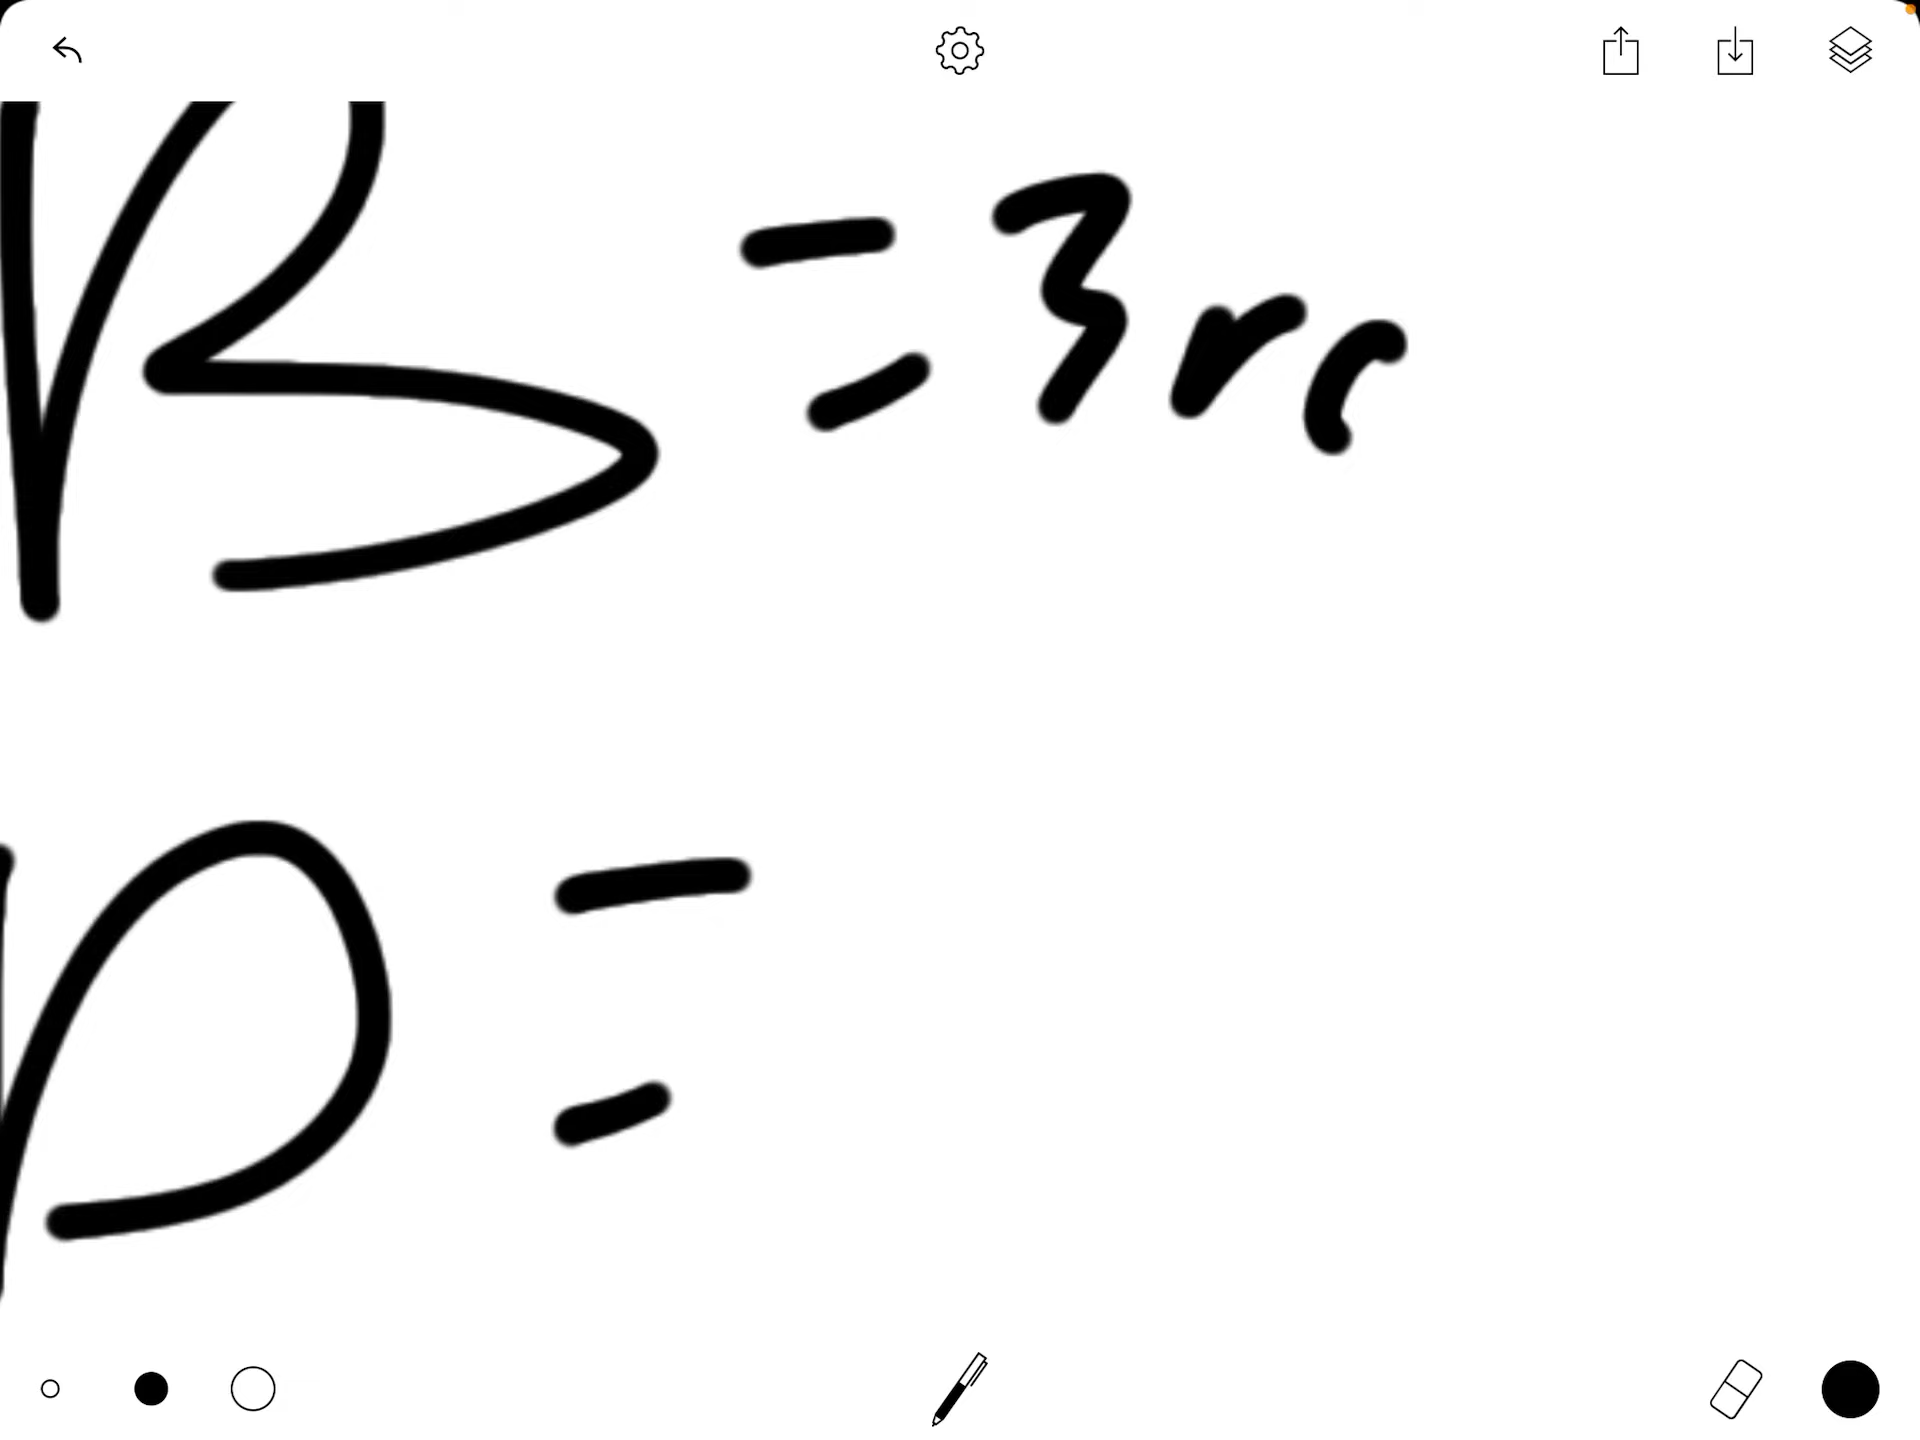 B = 3rc
D =